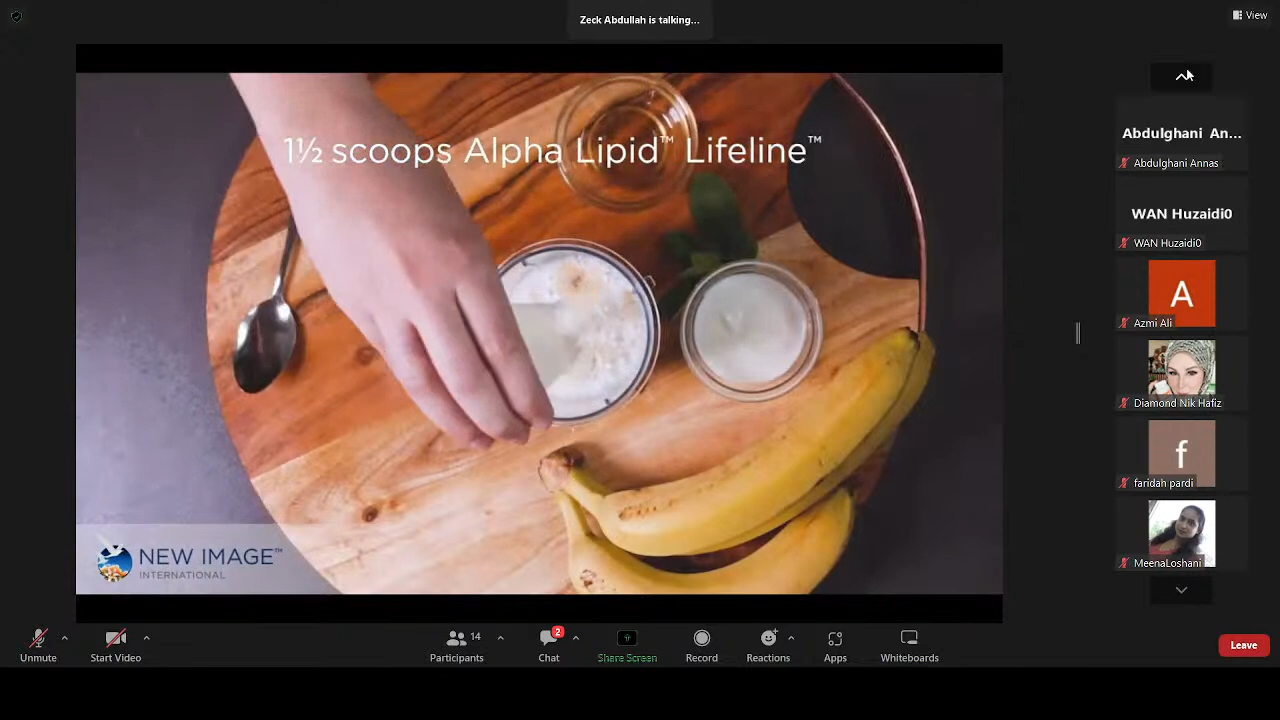 Zeck Abdullah is talking...
View
1½ scoops Alpha Lipid™ Lifeline™
NEW IMAGE™
INTERNATIONAL
Abdulghani An...
Abdulghani Annas
WAN Huzaidi0
WAN Huzaidi0
A
Azmi Ali
Diamond Nik Hafiz
f
faridah pardi
MeenaLoshani
Unmute
Start Video
14
Participants
2
Chat
Share Screen
Record
Reactions
Apps
Whiteboards
Leave